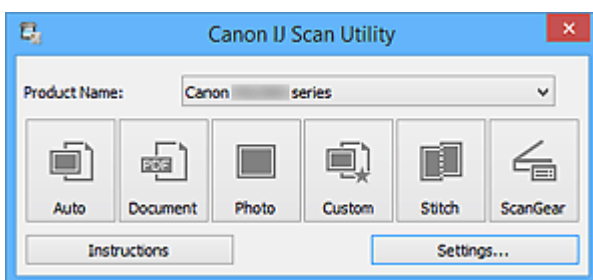 Canon IJ Scan Utility
Product Name: Canon series
PDF
Auto Document Photo Custom Stitch ScanGear
Instructions Settings...